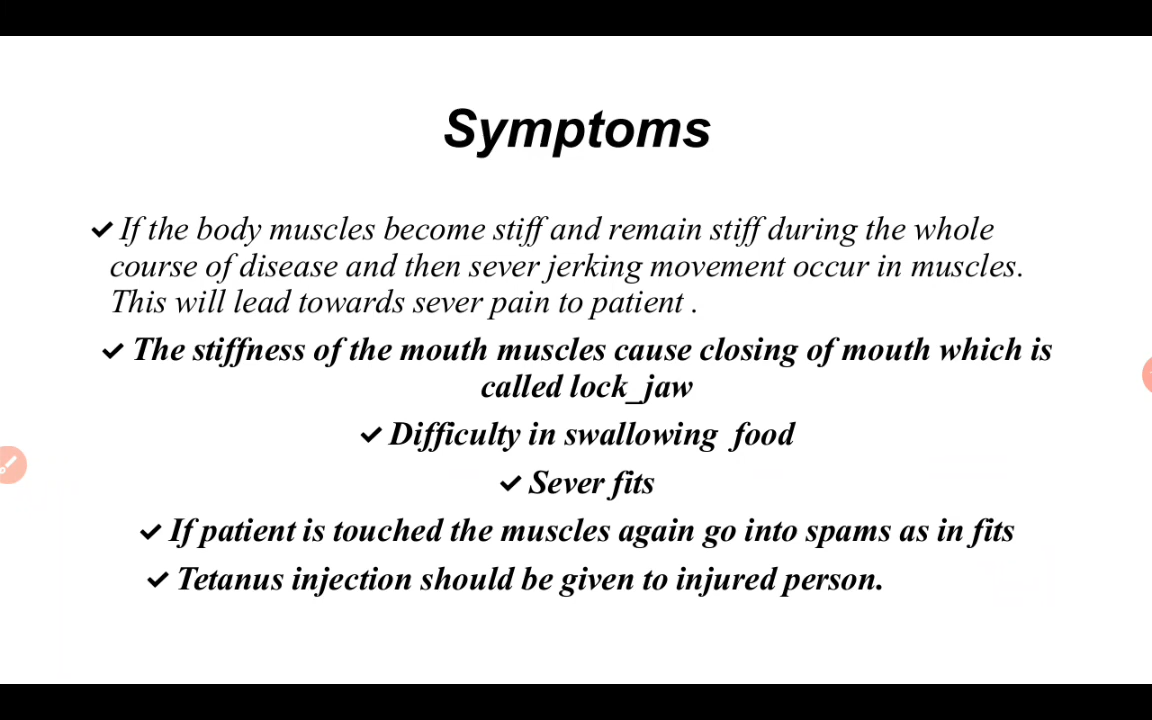 Symptoms
✓ If the body muscles become stiff and remain stiff during the whole
course of disease and then sever jerking movement occur in muscles.
This will lead towards sever pain to patient .
✓ The stiffness of the mouth muscles cause closing of mouth which is
called lock_jaw
✓ Difficulty in swallowing food
✓ Sever fits
✓ If patient is touched the muscles again go into spams as in fits
✓ Tetanus injection should be given to injured person.